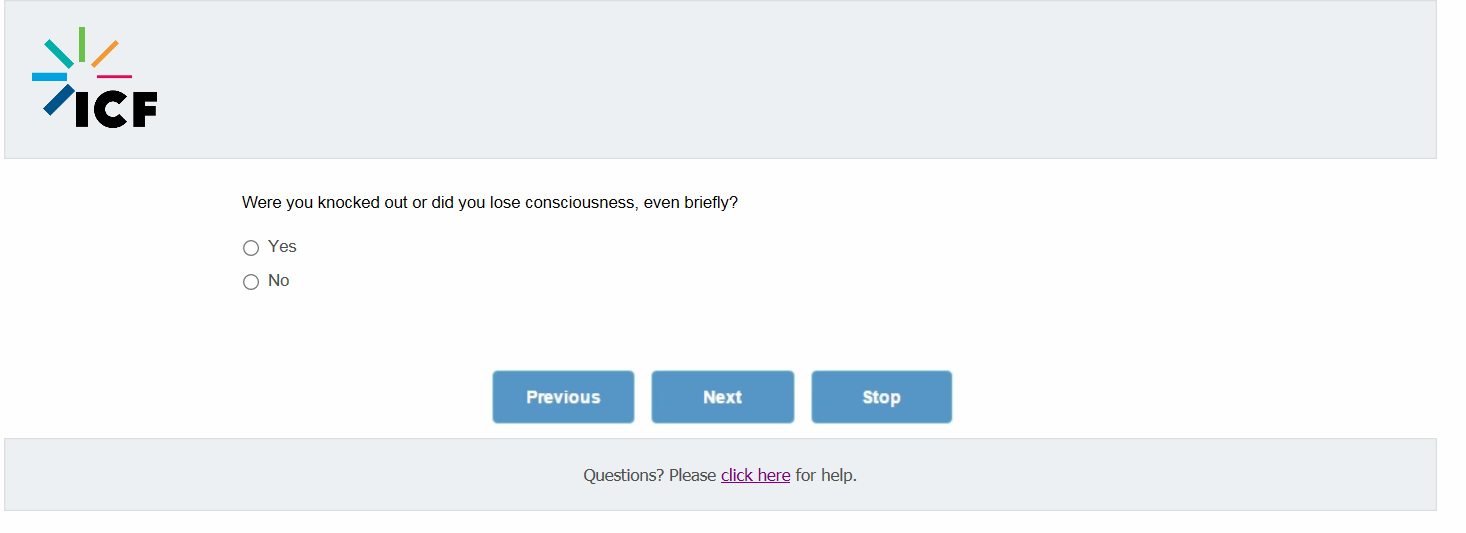 ICF
Were you knocked out or did you lose consciousness, even briefly?
Yes
No
Previous Next Stop
Questions? Please click here for help.